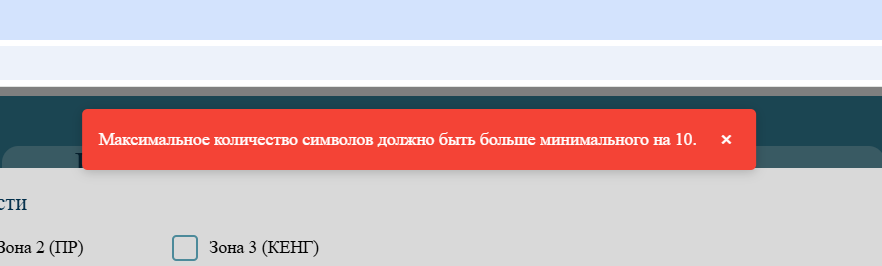 Максимальное количество символов должно быть больше минимального на 10. ×
сти
Зона 2 (ПР)
Зона 3 (КЕНГ)